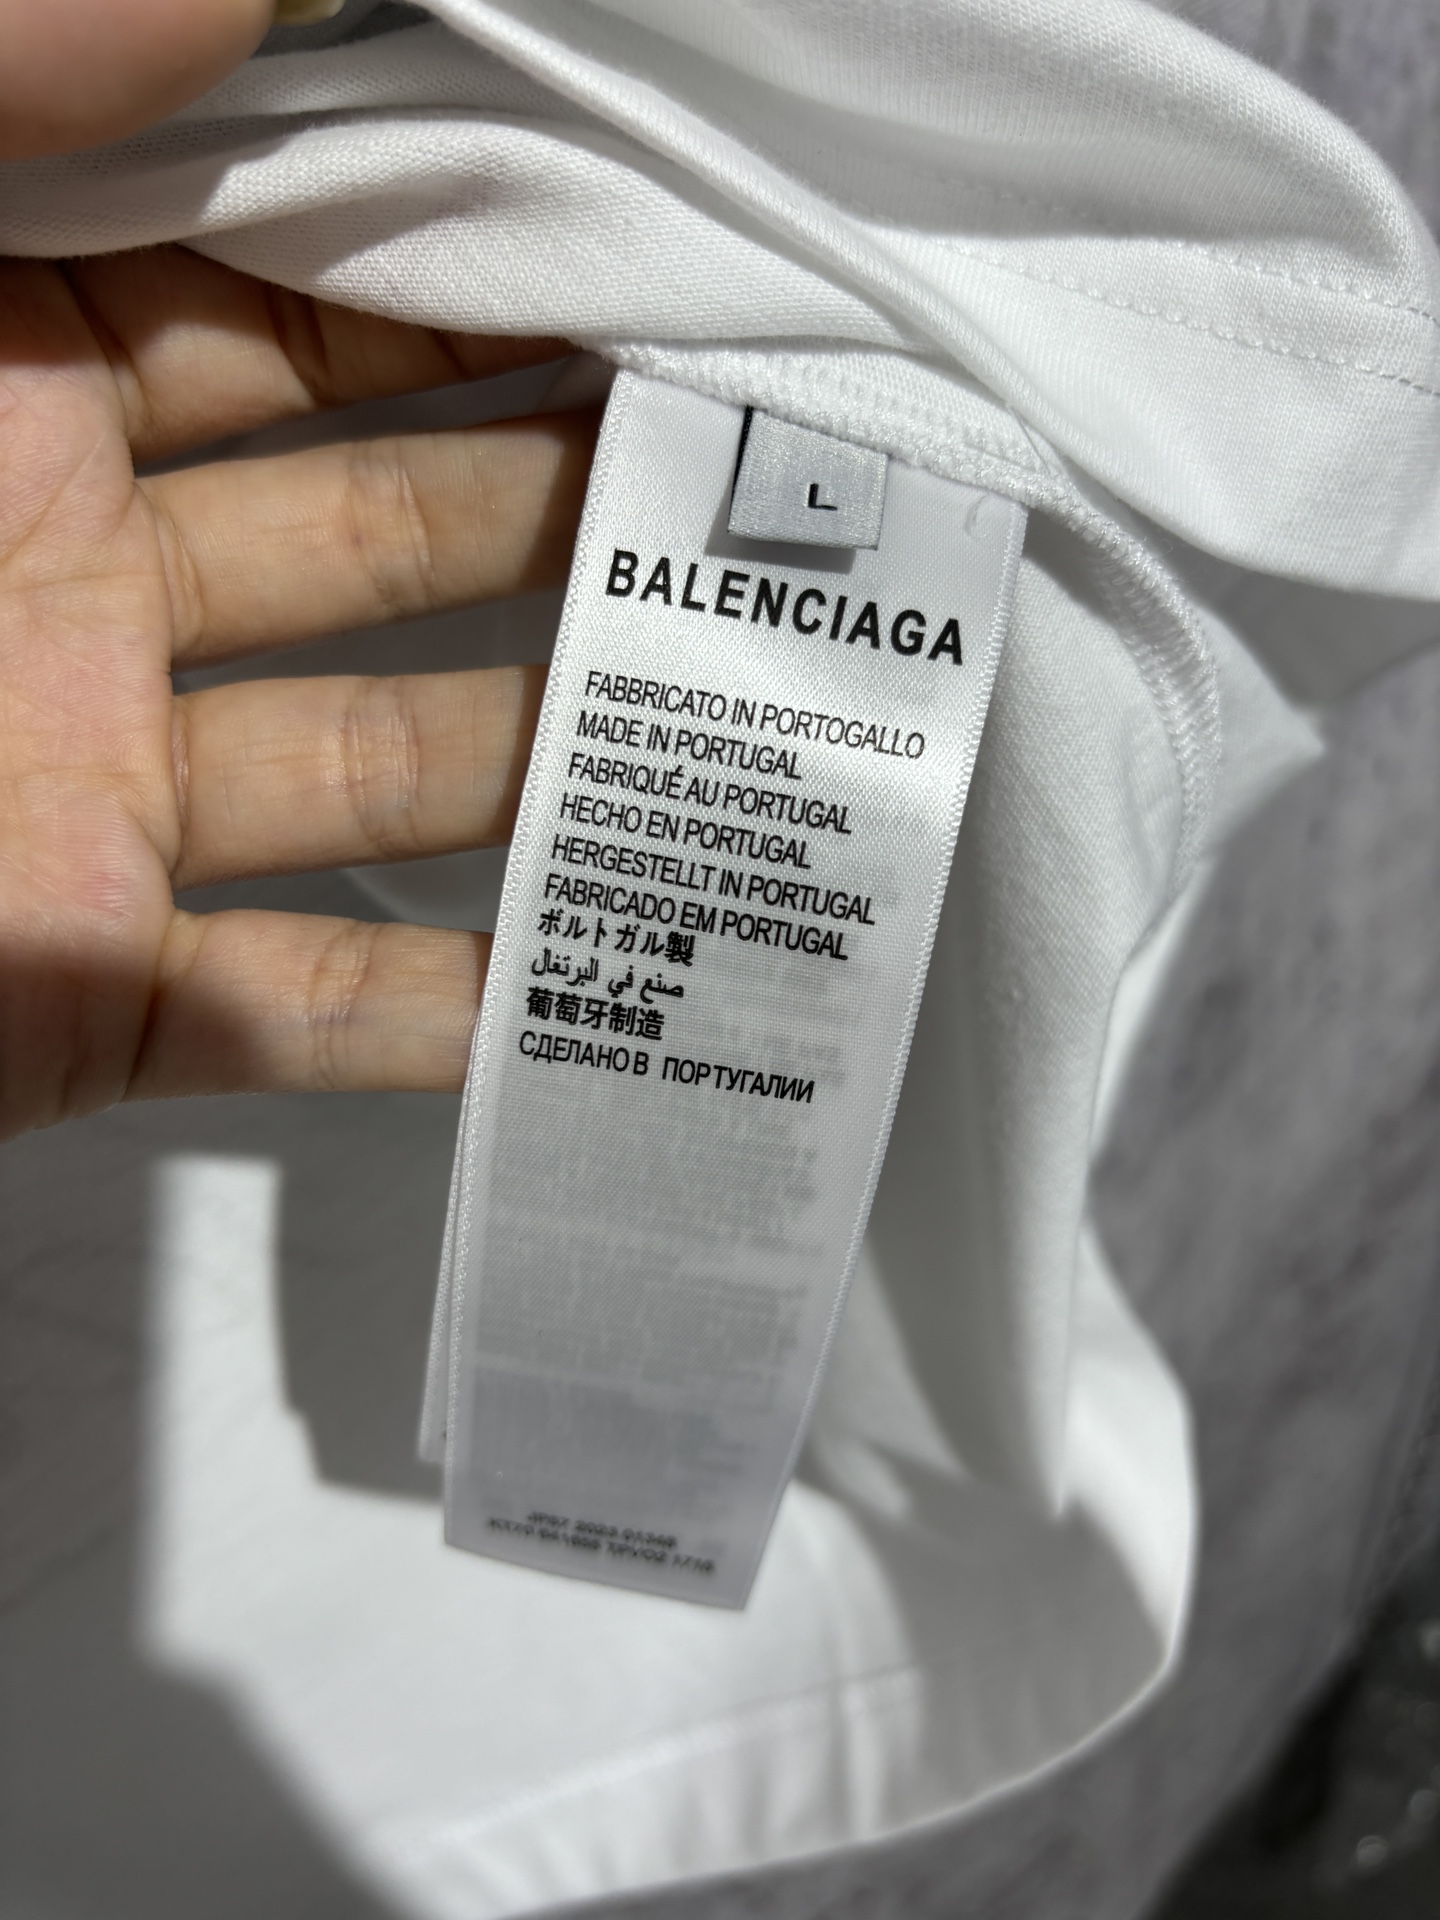 L
BALENCIAGA
FABBRICATO IN PORTOGALLO
MADE IN PORTUGAL
FABRIQUÉ AU PORTUGAL
HECHO EN PORTUGAL
HERGESTELLT IN PORTUGAL
FABRICADO EM PORTUGAL
ボルトガル製
صنع في البرتغال
葡萄牙制造
СДЕЛАНО В ПОРТУГАЛИИ